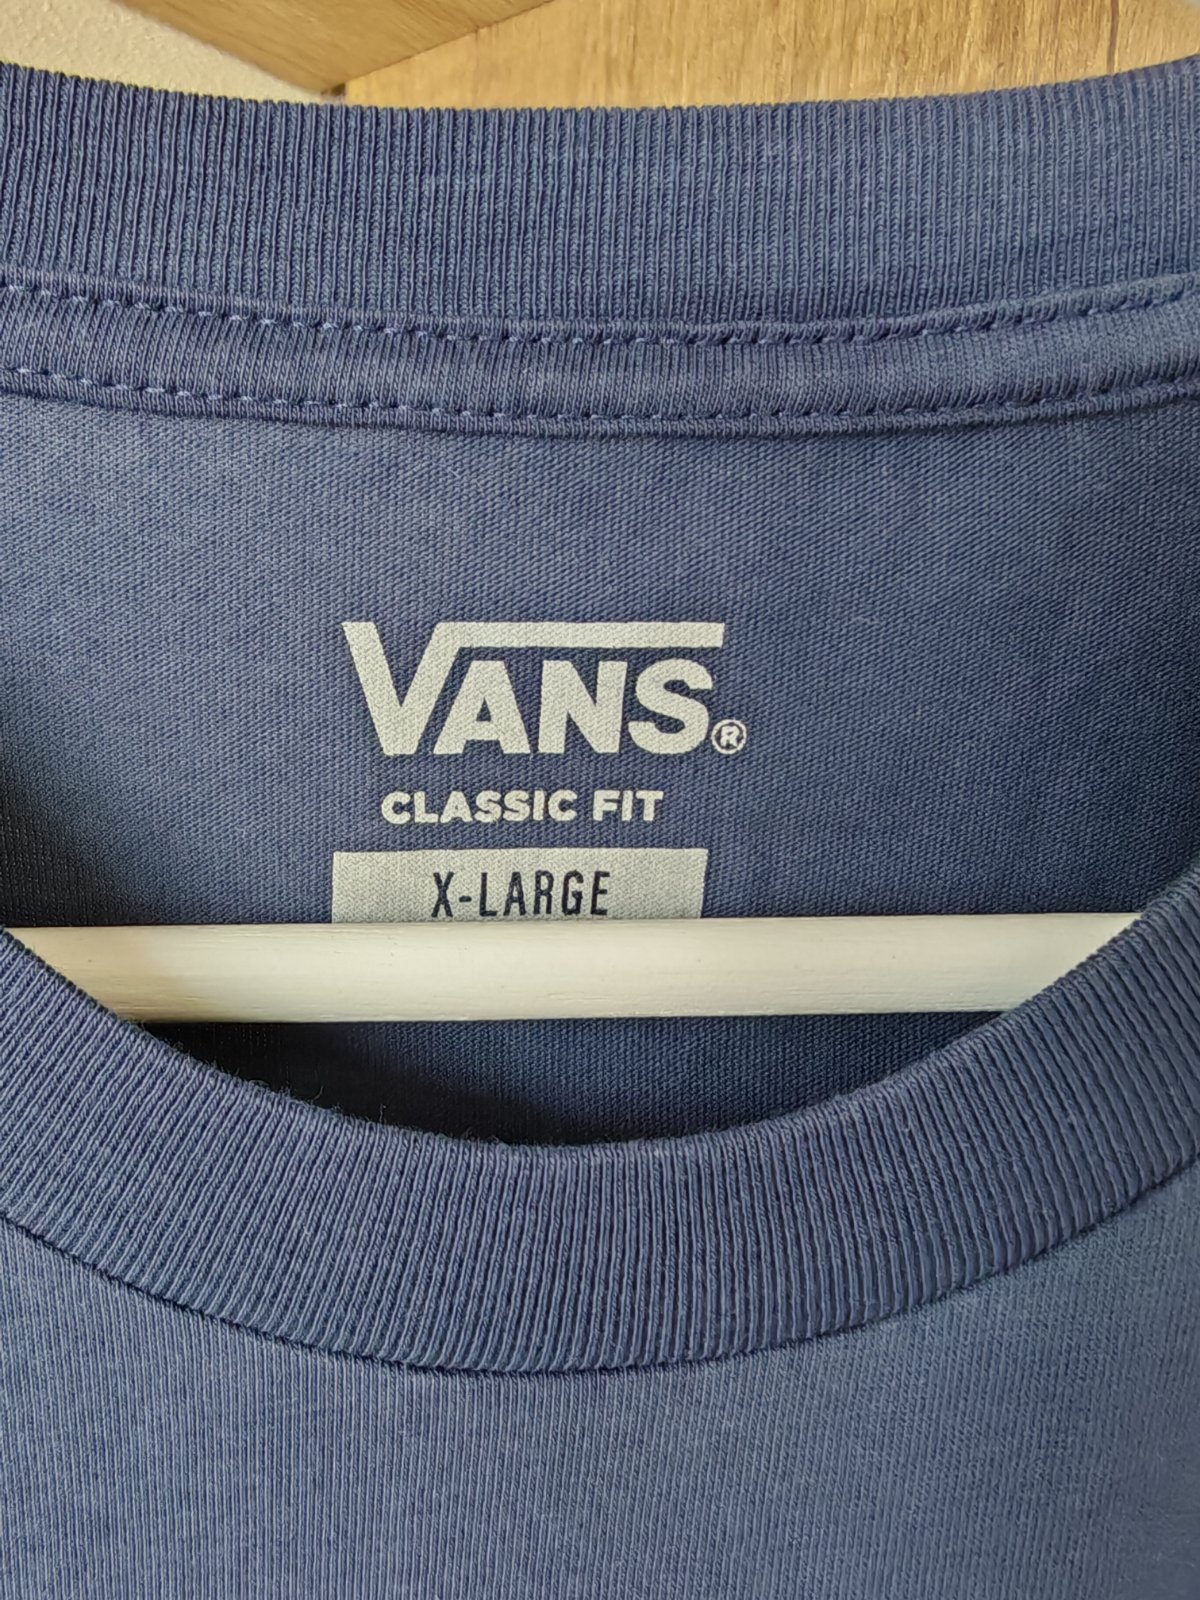 VANS®
CLASSIC FIT
X-LARGE